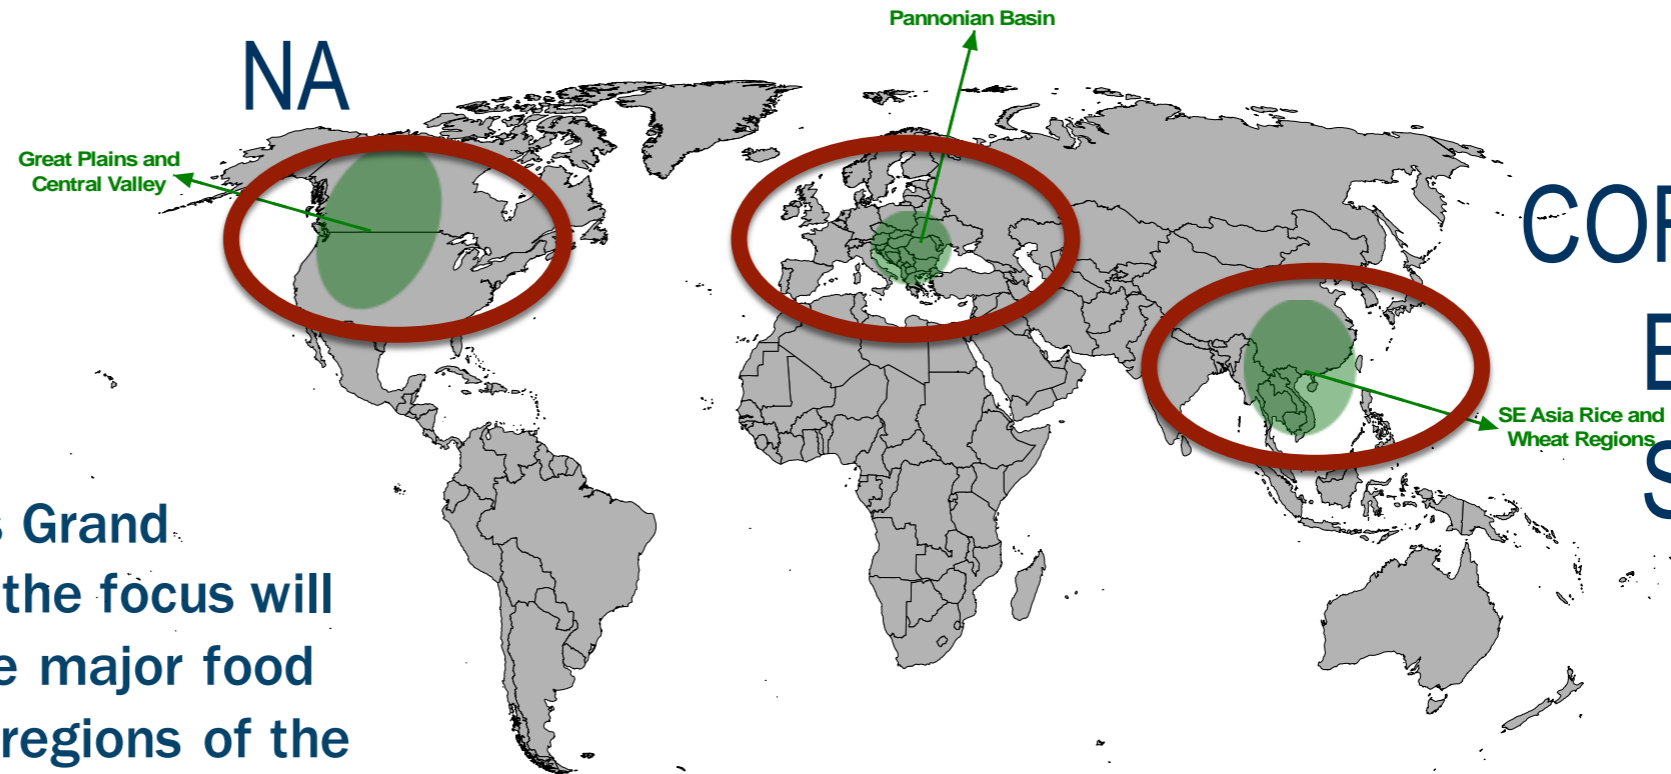 Pannonian Basin
NA
Great Plains and
Central Valley
COR
E
SE Asia Rice and
Wheat Regions
S
s Grand
the focus will
e major food
regions of the